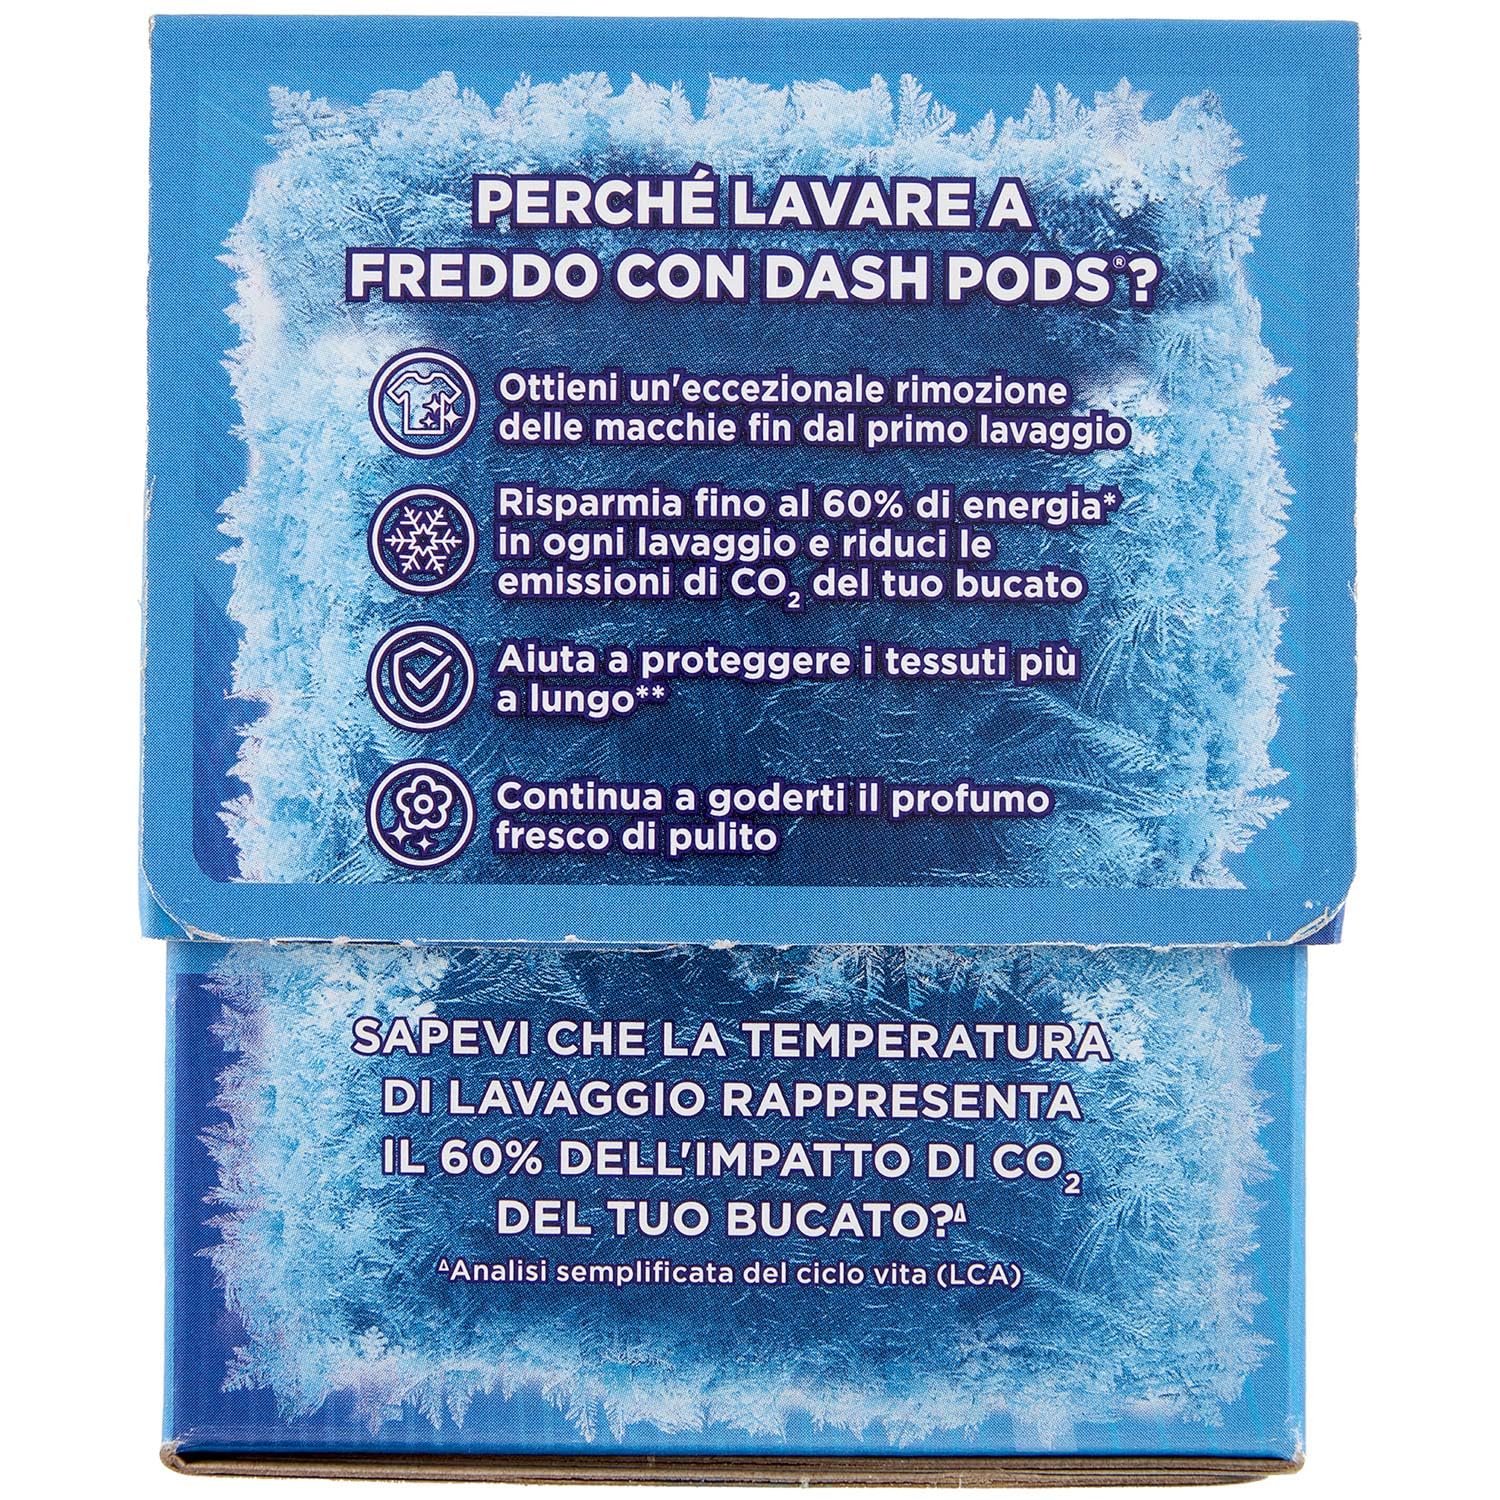 PERCHÉ LAVARE A
FREDDO CON DASH PODS®?
Ottieni un'eccezionale rimozione
delle macchie fin dal primo lavaggio
Risparmia fino al 60% di energia*
in ogni lavaggio e riduci le
emissioni di CO₂ del tuo bucato
Aiuta a proteggere i tessuti più
a lungo**
Continua a goderti il profumo
fresco di pulito
SAPEVI CHE LA TEMPERATURA
DI LAVAGGIO RAPPRESENTA
IL 60% DELL'IMPATTO DI CO₂
DEL TUO BUCATO?Δ
ΔAnalisi semplificata del ciclo vita (LCA)